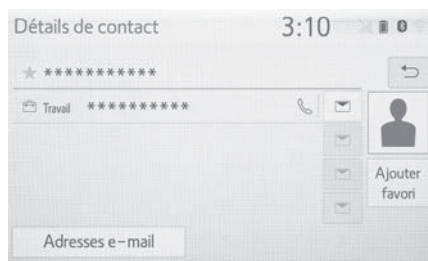 Détails de contact 3:10
***********
Travail **********
Ajouter
favori
Adresses e-mail